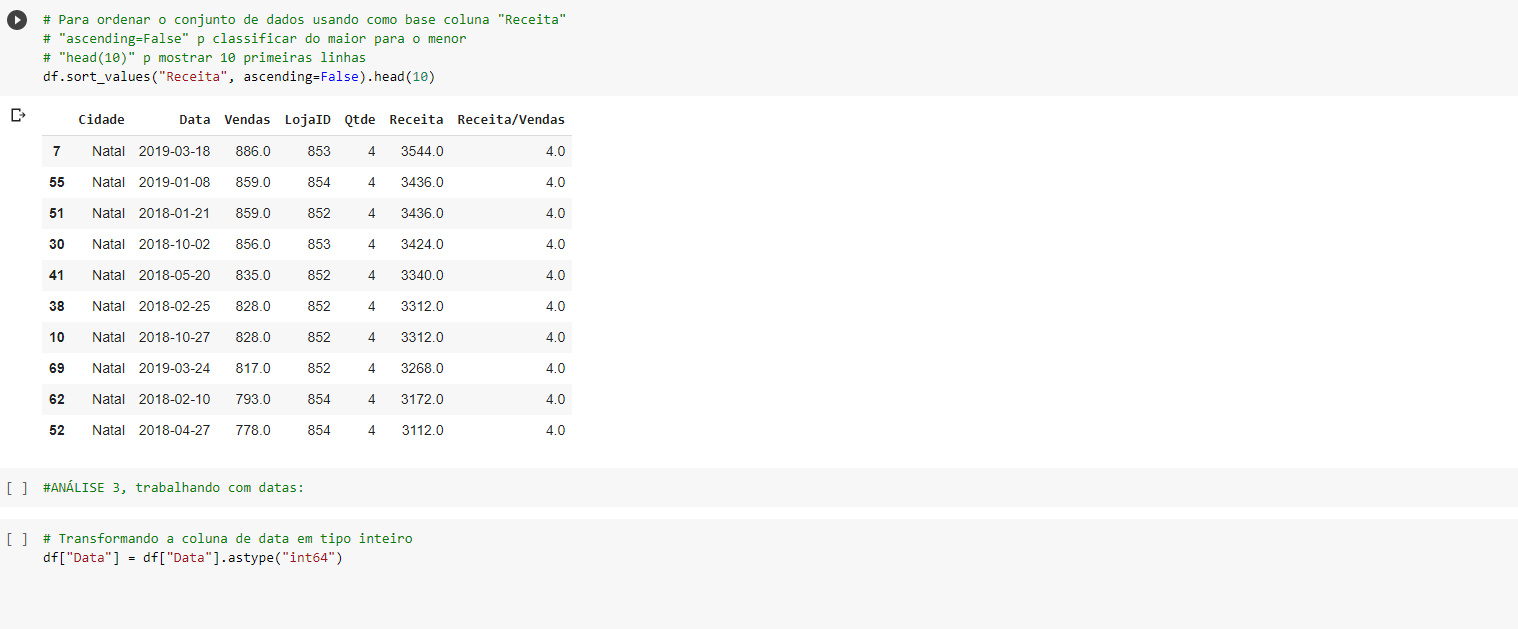 # Para ordenar o conjunto de dados usando como base coluna "Receita"
# "ascending=False" p classificar do maior para o menor
# "head(10)" p mostrar 10 primeiras linhas
df.sort_values("Receita", ascending=False).head(10)
Cidade Data Vendas LojaID Qtde Receita Receita/Vendas
7 Natal 2019-03-18 886.0 853 4 3544.0 4.0
55 Natal 2019-01-08 859.0 854 4 3436.0 4.0
51 Natal 2018-01-21 859.0 852 4 3436.0 4.0
30 Natal 2018-10-02 856.0 853 4 3424.0 4.0
41 Natal 2018-05-20 835.0 852 4 3340.0 4.0
38 Natal 2018-02-25 828.0 852 4 3312.0 4.0
10 Natal 2018-10-27 828.0 852 4 3312.0 4.0
69 Natal 2019-03-24 817.0 852 4 3268.0 4.0
62 Natal 2018-02-10 793.0 854 4 3172.0 4.0
52 Natal 2018-04-27 778.0 854 4 3112.0 4.0
[ ] #ANÁLISE 3, trabalhando com datas:
[ ] # Transformando a coluna de data em tipo inteiro
df["Data"] = df["Data"].astype("int64")